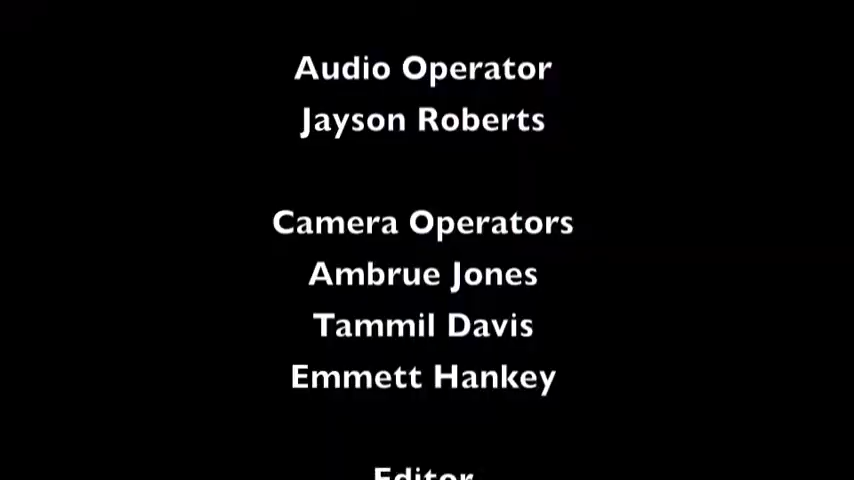 Audio Operator
Jayson Roberts
Camera Operators
Ambrue Jones
Tammil Davis
Emmett Hankey
Editor